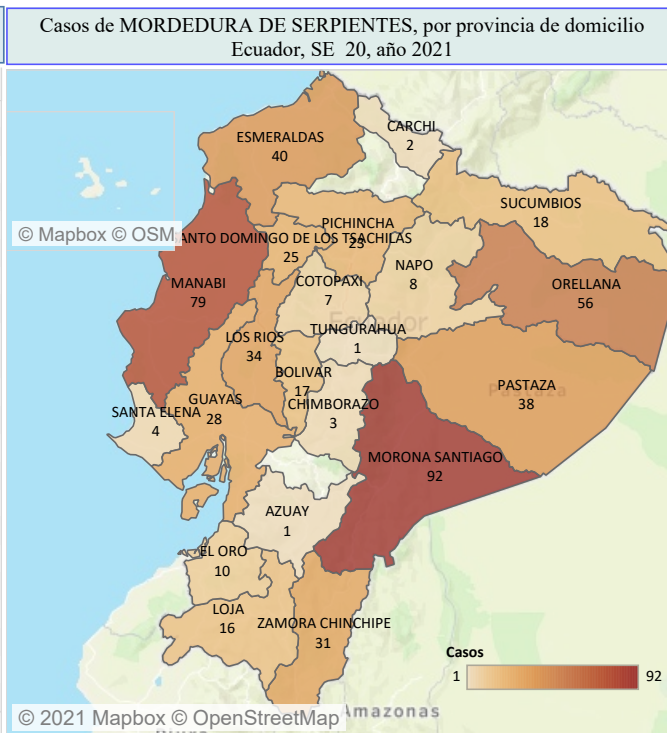 Casos de MORDEDURA DE SERPIENTES, por provincia de domicilio
Ecuador, SE 20, año 2021
CARCHI
2
ESMERALDAS
40
SUCUMBIOS
18
© Mapbox © OSM
PICHINCHA
23
ANTO DOMINGO DE LOS TSACHILAS
25
NAPO
8
COTOPAXI
7
MANABI
79
ORELLANA
56
Ecuador
TUNGURAHUA
1
LOS RIOS
34
BOLIVAR
17
PASTAZA
38
Pastaza
GUAYAS
28
CHIMBORAZO
3
SANTA ELENA
4
MORONA SANTIAGO
92
AZUAY
1
EL ORO
10
LOJA
16
ZAMORA CHINCHIPE
31
Casos
1 92
© 2021 Mapbox © OpenStreetMap
Amazonas